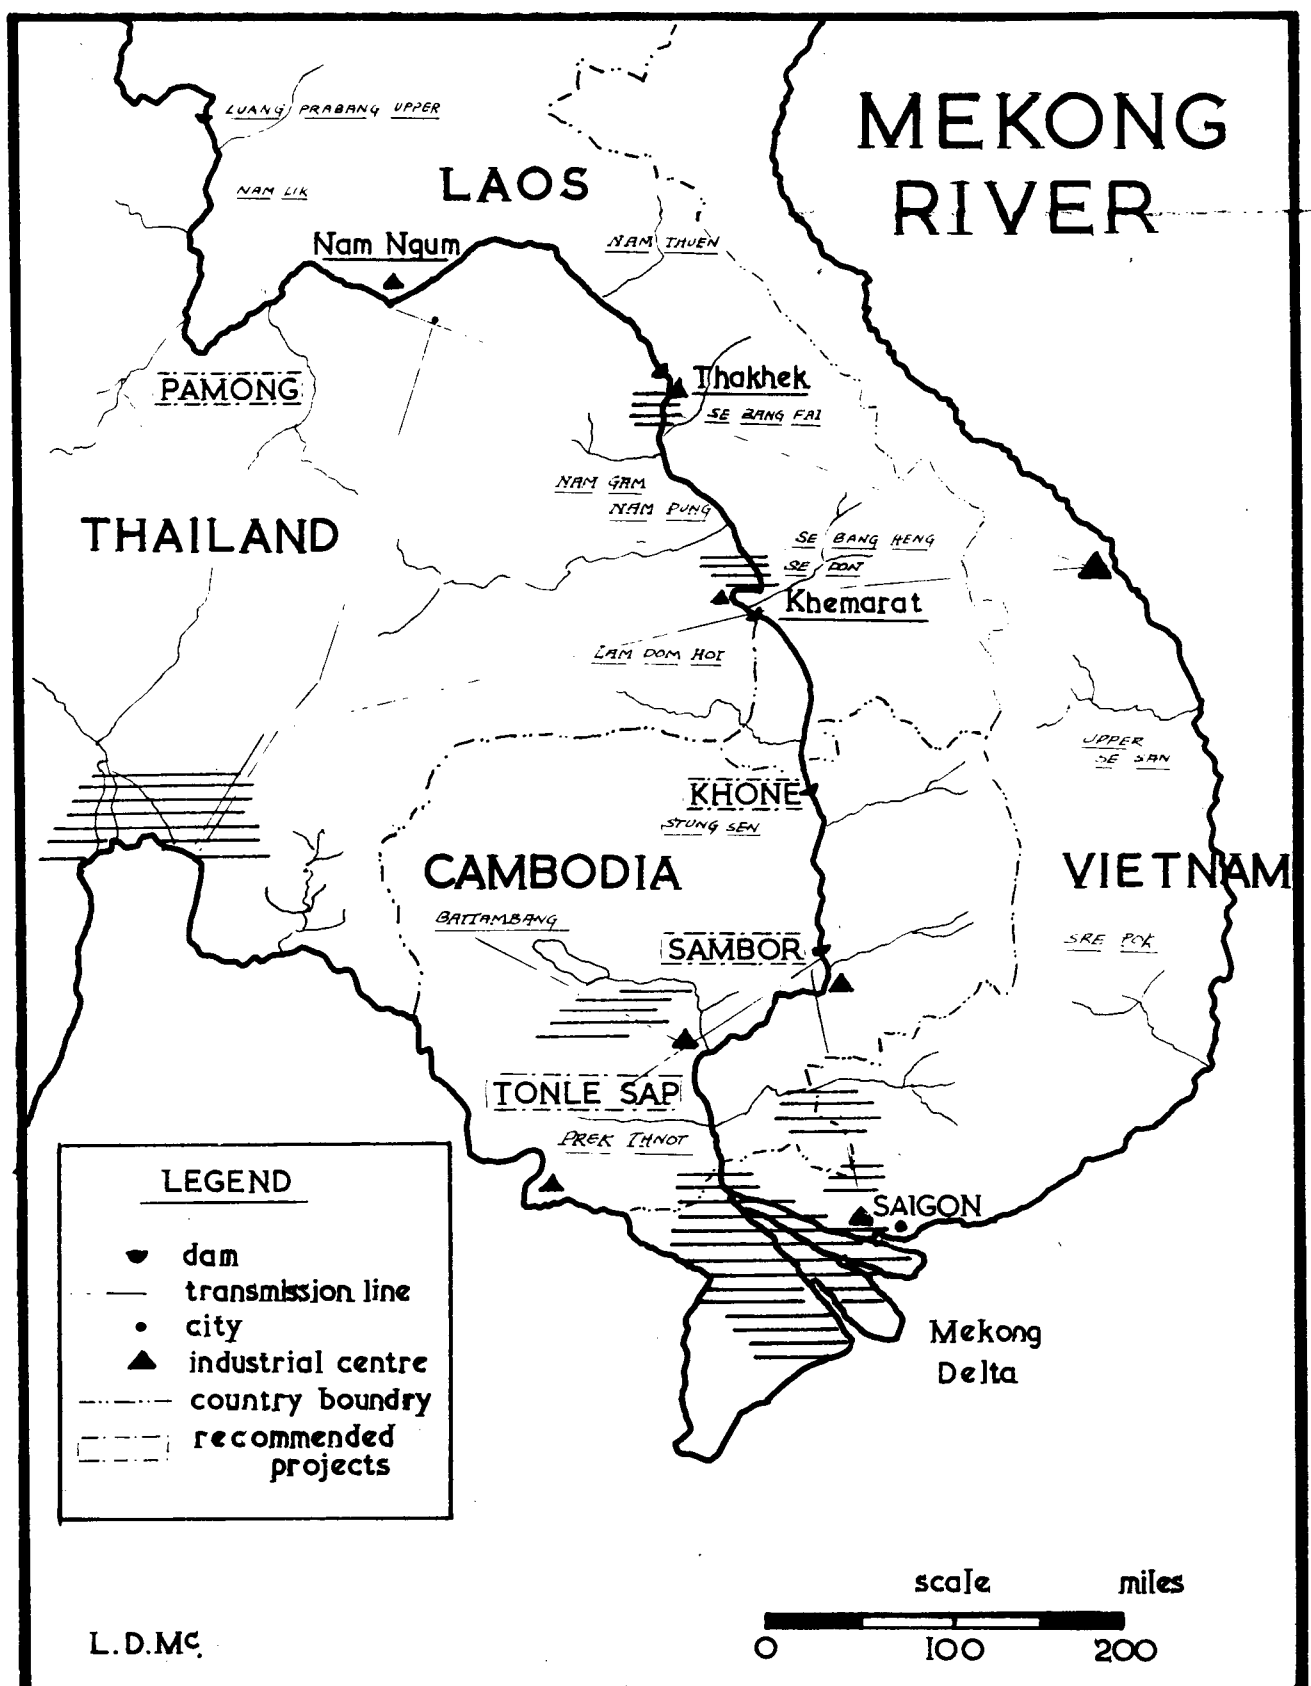 MEKONG
RIVER
LUANG PRABANG UPPER
LAOS
NAM LIK
Nam Ngum
NAM THUEN
PAMONG
Thakhek
SE BANG FAI
NAM GAM
NAM PUNG
THAILAND
SE BANG HENG
SE DON
Khemarat
LAM DOM NOI
UPPER
SE SAN
KHONE
STUNG SEN
CAMBODIA
VIETNAM
BATTAMBANG
SAMBOR
SRE POK
TONLE SAP
PREK THNOT
SAIGON
Mekong
Delta
LEGEND
dam
transmission line
city
industrial centre
country boundry
recommended
projects
scale miles
0 100 200
L.D.Mc.